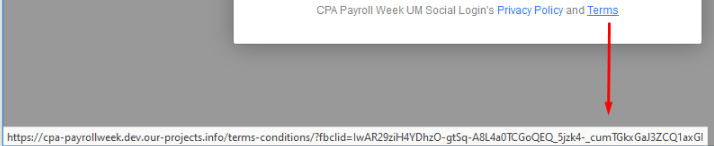 CPA Payroll Week UM Social Login's Privacy Policy and Terms
https://cpa-payrollweek.dev.our-projects.info/terms-conditions/?fbclid=IwAR29ziH4YDhzO-gtSq-A8L4a0TCGoQEQ_5jzk4-_cumTGkxGaJ3ZCQ1axGl